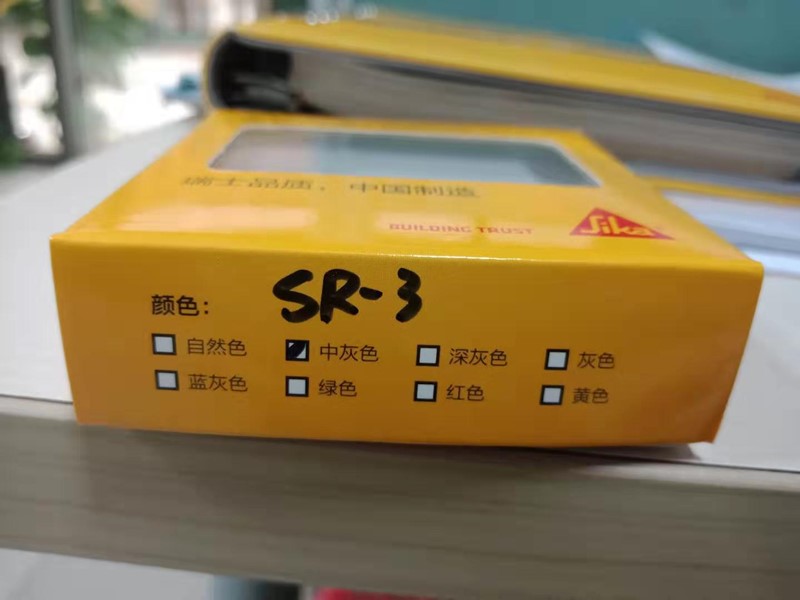 瑞士品质，中国制造
BUILDING TRUST
Sika
颜色： SR-3
自然色 中灰色 深灰色 灰色
蓝灰色 绿色 红色 黄色